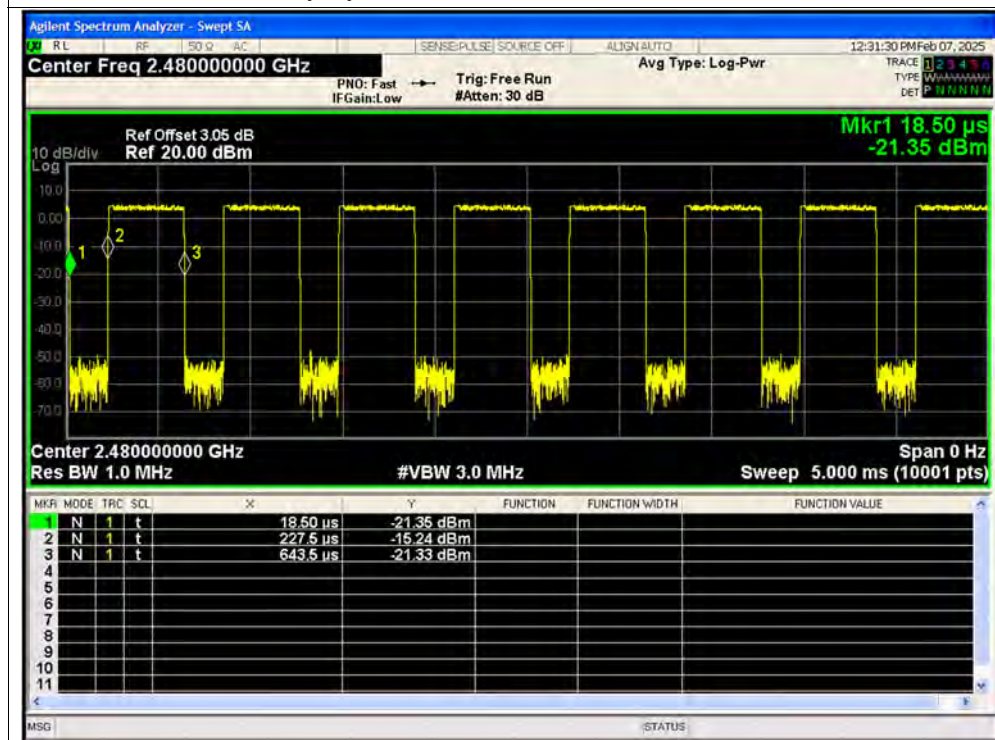 Agilent Spectrum Analyzer - Swept SA
RL RF 50 Ω AC SENSE:PULSE SOURCE OFF ALIGN AUTO 12:31:30 PM Feb 07, 2025
Center Freq 2.480000000 GHz Avg Type: Log-Pwr TRACE 1 2 3 4 5 6
PNO: Fast Trig: Free Run TYPE
IFGain:Low #Atten: 30 dB DET P N N N N N
Mkr1 18.50 µs
Ref Offset 3.05 dB
10 dB/div Ref 20.00 dBm -21.35 dBm
Log
10.0
0.00
-10.0
-20.0
-30.0
-40.0
-50.0
-60.0
-70.0
1
2
3
Center 2.480000000 GHz Span 0 Hz
Res BW 1.0 MHz #VBW 3.0 MHz Sweep 5.000 ms (10001 pts)
MKR MODE TRC SCL X Y FUNCTION FUNCTION WIDTH FUNCTION VALUE
1 N 1 t 18.50 µs -21.35 dBm
2 N 1 t 227.5 µs -15.24 dBm
3 N 1 t 643.5 µs -21.33 dBm
4
5
6
7
8
9
10
11
MSG STATUS